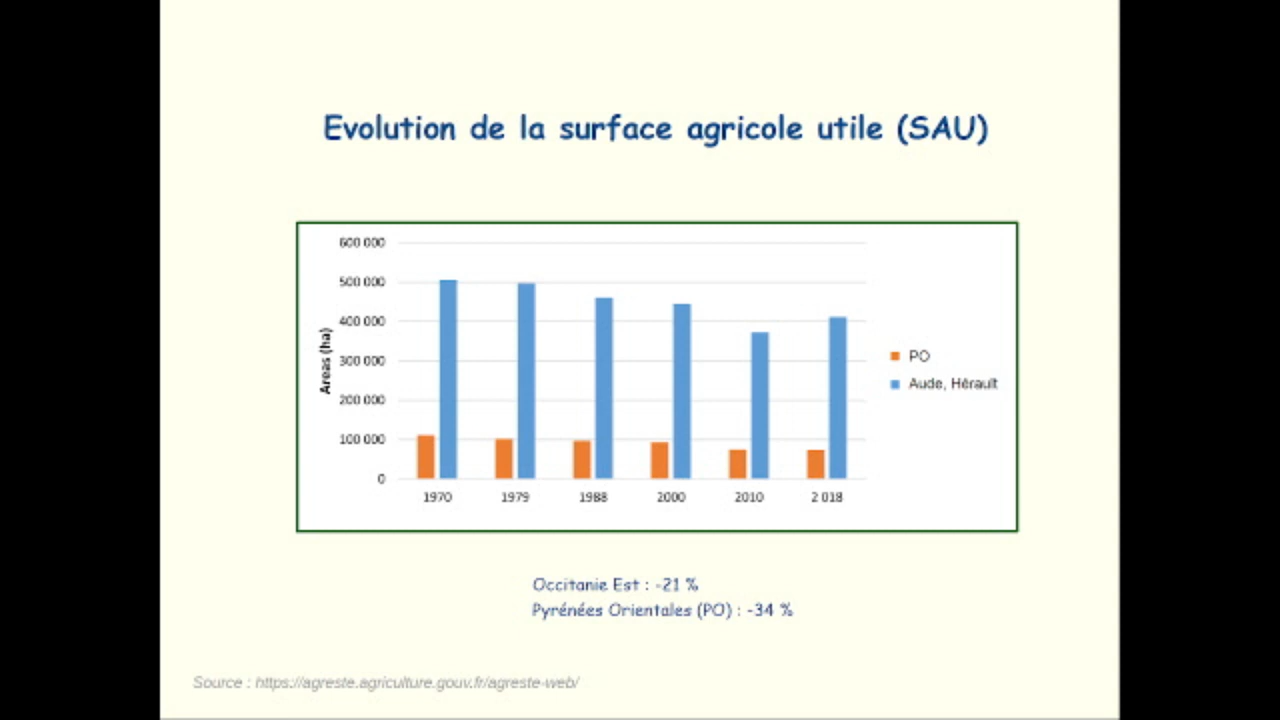 Evolution de la surface agricole utile (SAU)
600 000
500 000
400 000
300 000
200 000
100 000
0
Areas (ha)
1970
1979
1988
2000
2010
2 018
PO
Aude, Hérault
Occitanie Est : -21 %
Pyrénées Orientales (PO) : -34 %
Source : https://agreste.agriculture.gouv.fr/agreste-web/